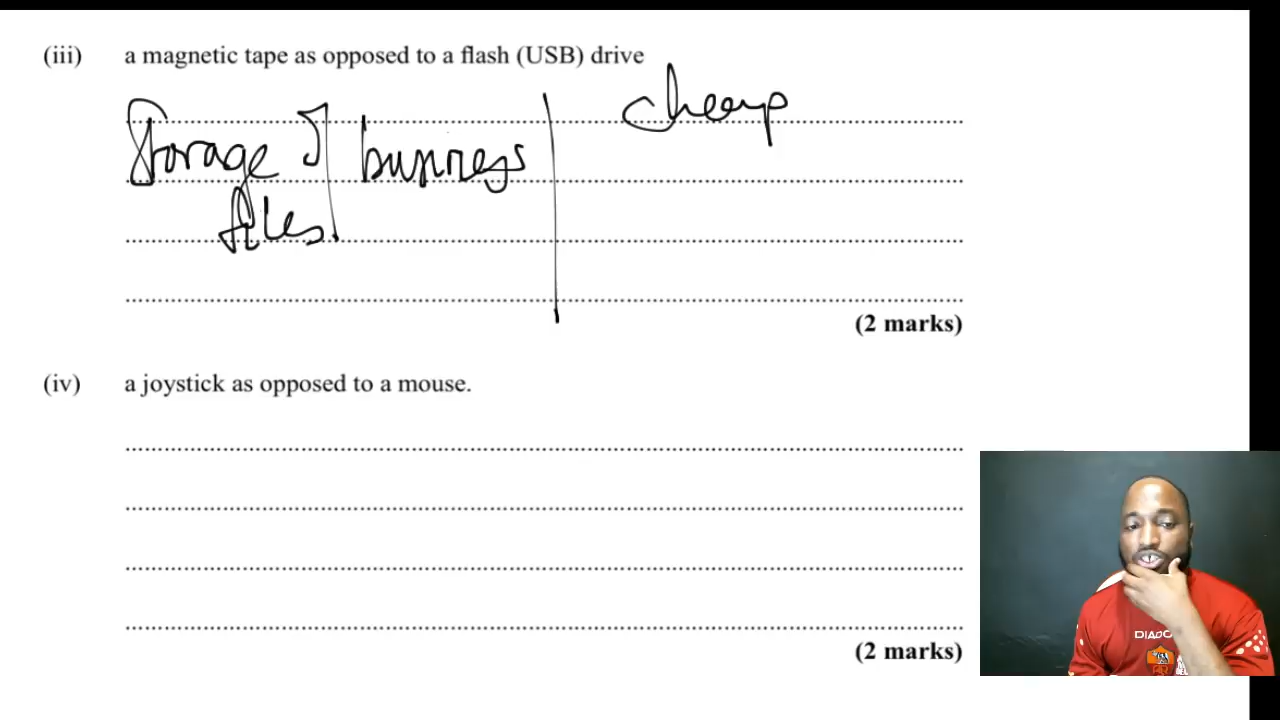 (iii) a magnetic tape as opposed to a flash (USB) drive
cheap
Storage of business
files
(2 marks)
(iv) a joystick as opposed to a mouse.
(2 marks)
DIADO